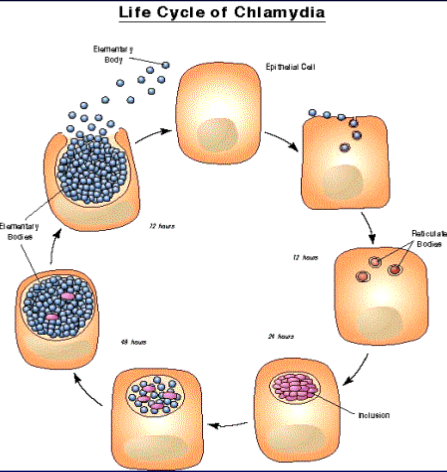 Life Cycle of Chlamydia
Elementary
Body
Epithelial Cell
72 hours
Elementary
Bodies
Reticulate
Bodies
12 hours
24 hours
48 hours
Inclusion